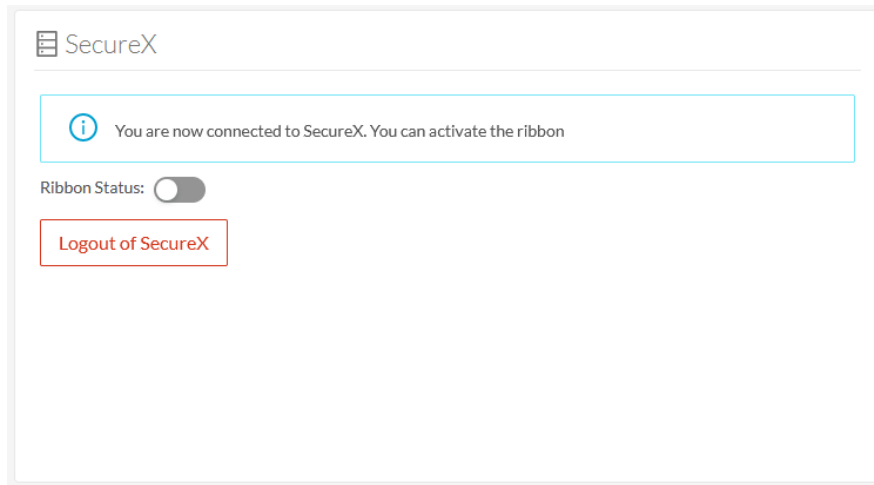 SecureX
You are now connected to SecureX. You can activate the ribbon
Ribbon Status:
Logout of SecureX